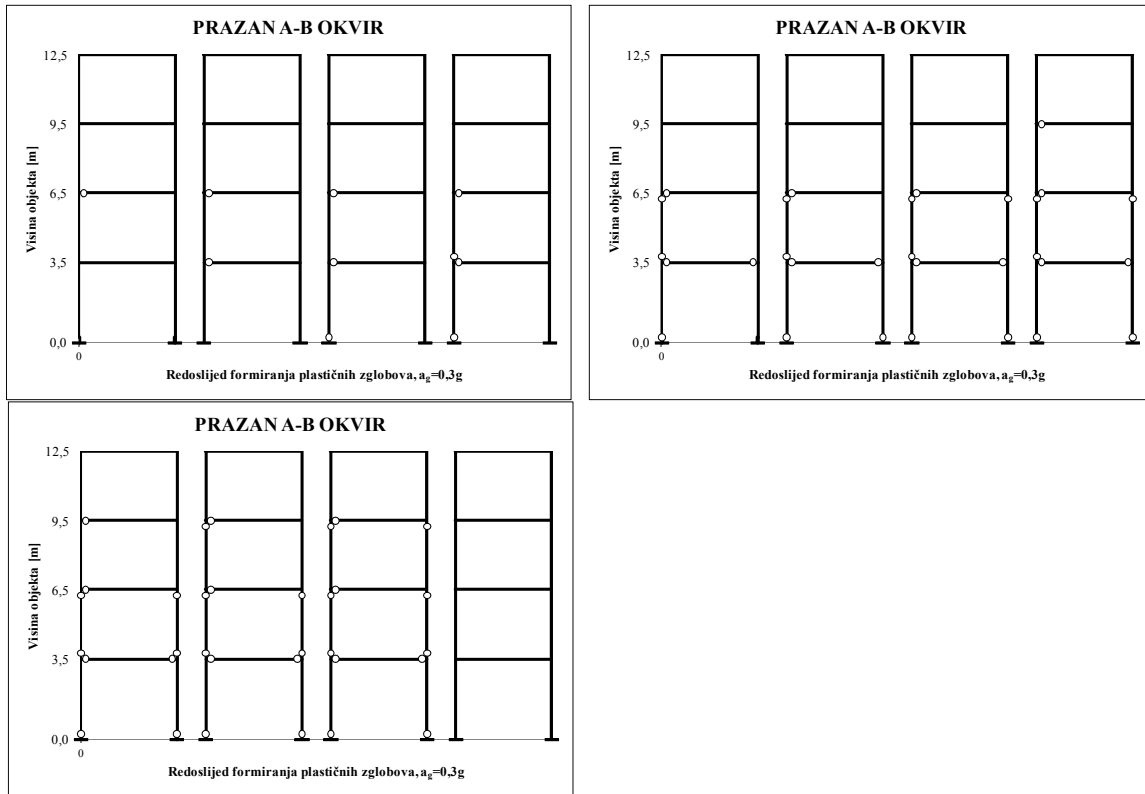 PRAZAN A-B OKVIR
12,5
9,5
6,5
3,5
0,0
Visina objekta [m]
0
Redoslijed formiranja plastičnih zglobova, a_g=0,3g
PRAZAN A-B OKVIR
12,5
9,5
6,5
3,5
0,0
Visina objekta [m]
0
Redoslijed formiranja plastičnih zglobova, a_g=0,3g
PRAZAN A-B OKVIR
12,5
9,5
6,5
3,5
0,0
Visina objekta [m]
0
Redoslijed formiranja plastičnih zglobova, a_g=0,3g